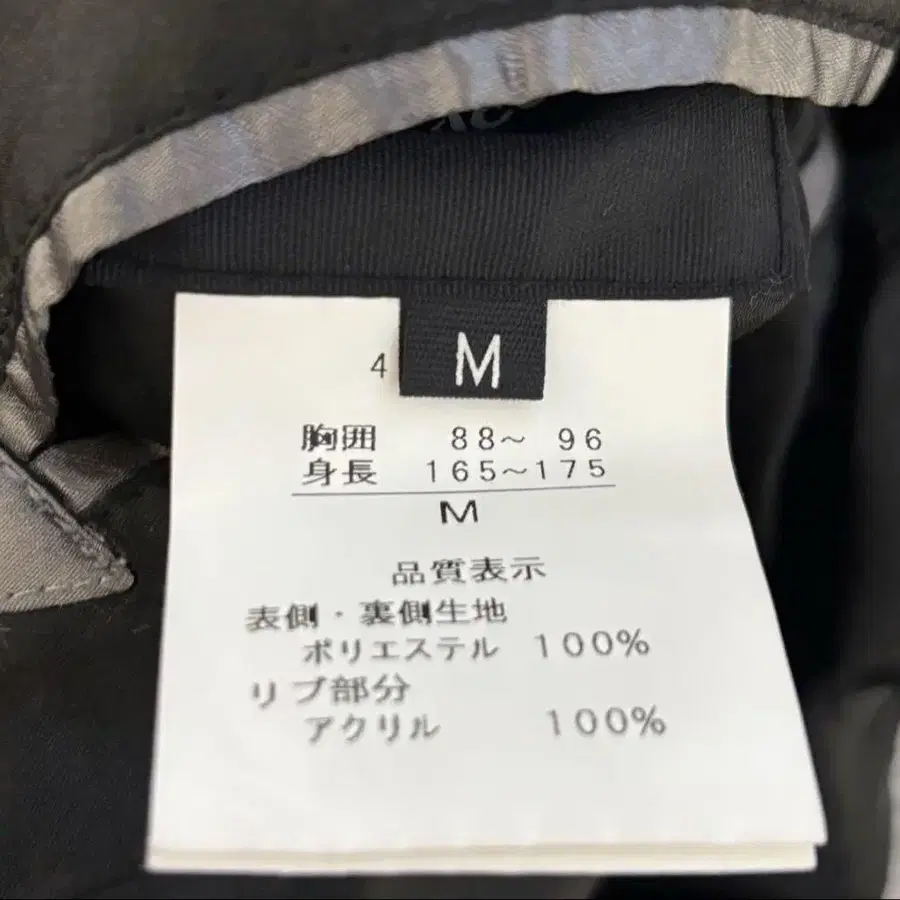 M
4
胸囲 88～ 96
身長 165～175
M
品質表示
表側・裏側生地
ポリエステル 100%
リブ部分
アクリル 100%